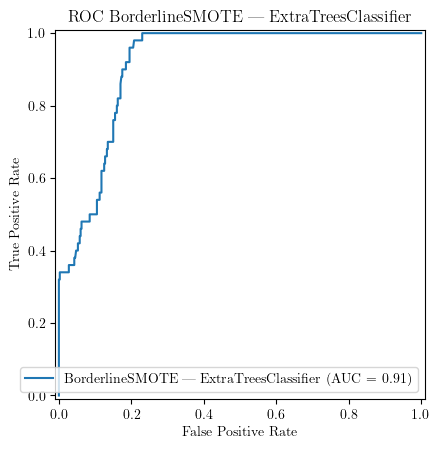 ROC BorderlineSMOTE — ExtraTreesClassifier
1.0
0.8
0.6
0.4
0.2
0.0
True Positive Rate
BorderlineSMOTE — ExtraTreesClassifier (AUC = 0.91)
0.0 0.2 0.4 0.6 0.8 1.0
False Positive Rate